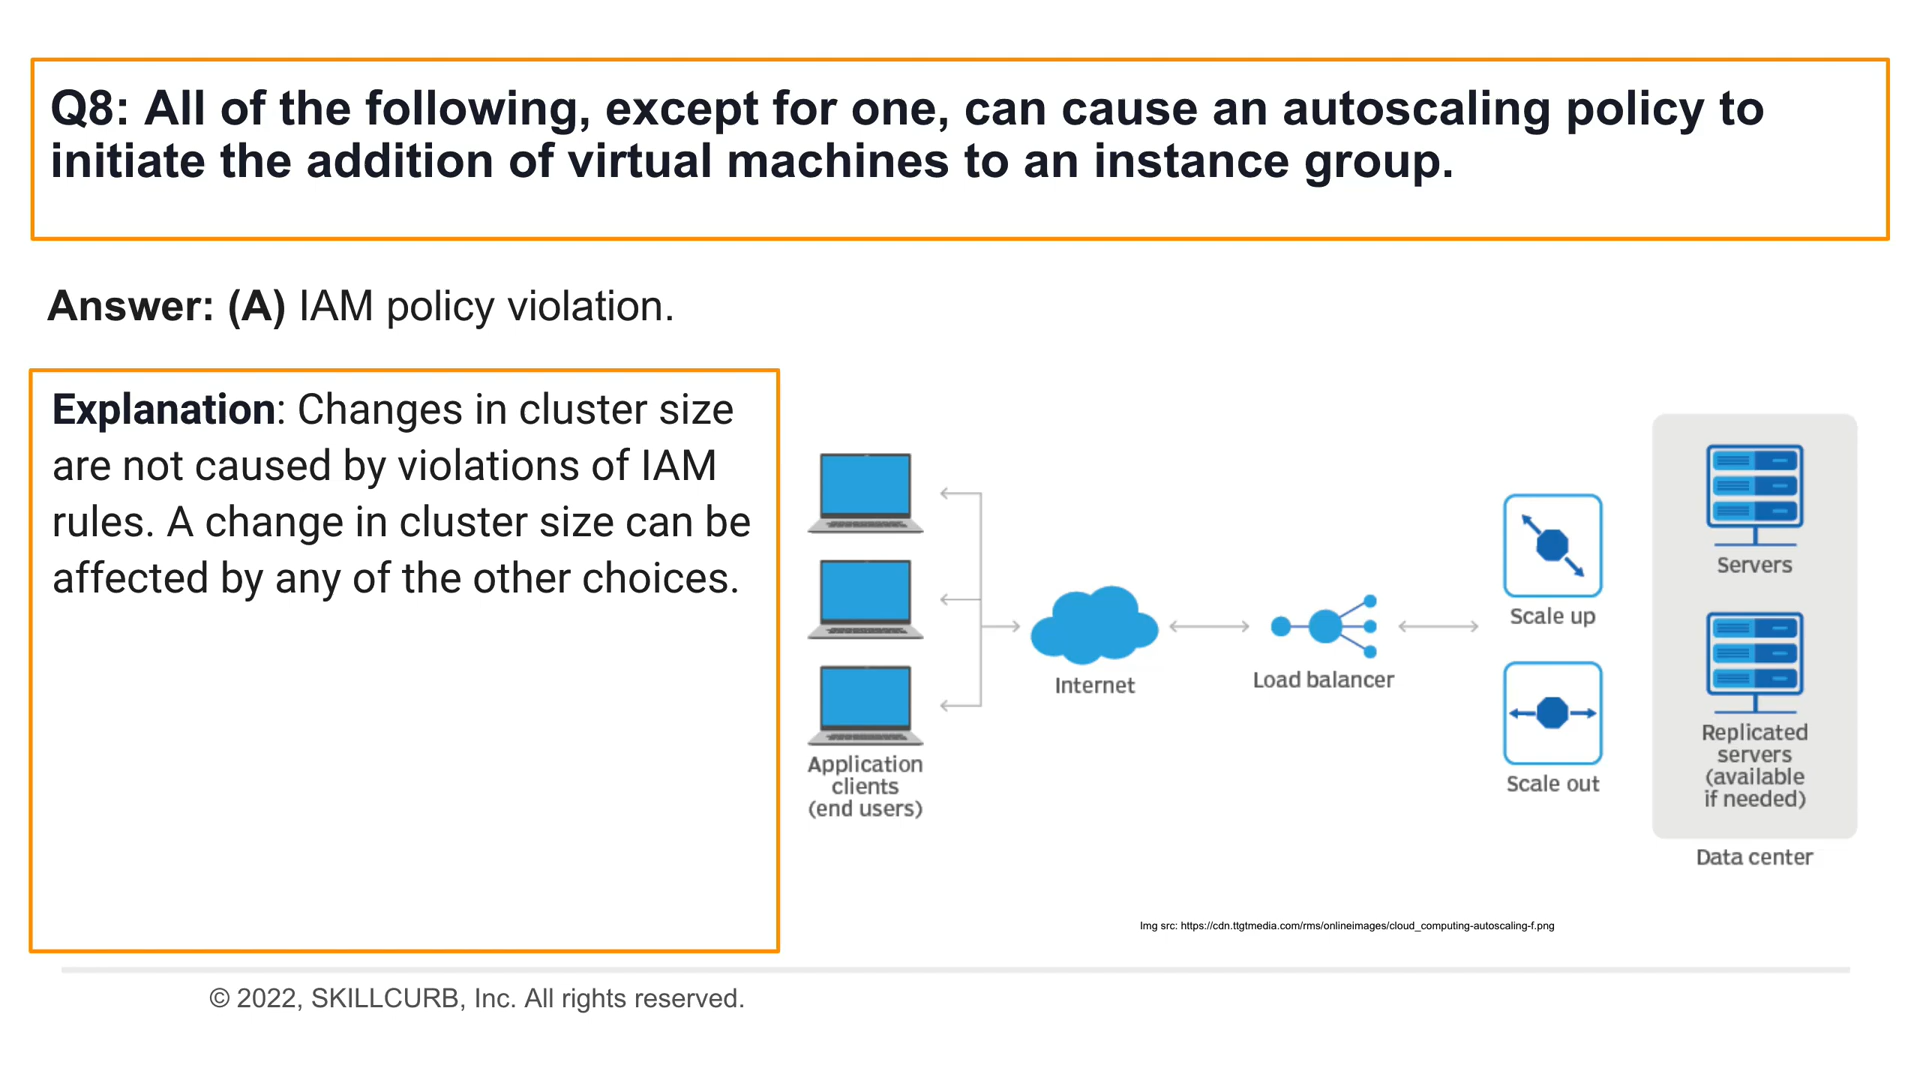 Q8: All of the following, except for one, can cause an autoscaling policy to
initiate the addition of virtual machines to an instance group.
Answer: (A) IAM policy violation.
Explanation: Changes in cluster size
are not caused by violations of IAM
rules. A change in cluster size can be
affected by any of the other choices.
Application
clients
(end users)
Internet
Load balancer
Scale up
Scale out
Servers
Replicated
servers
(available
if needed)
Data center
Img src: https://cdn.ttgtmedia.com/rms/onlineimages/cloud_computing-autoscaling-f.png
© 2022, SKILLCURB, Inc. All rights reserved.